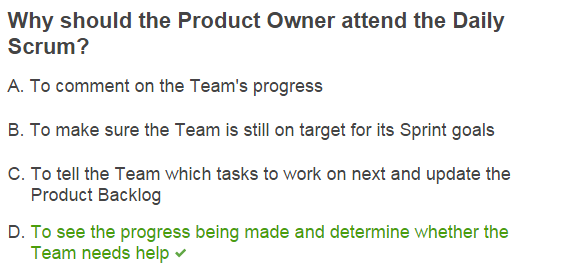 Why should the Product Owner attend the Daily
Scrum?
A. To comment on the Team's progress
B. To make sure the Team is still on target for its Sprint goals
C. To tell the Team which tasks to work on next and update the
Product Backlog
D. To see the progress being made and determine whether the
Team needs help ✔